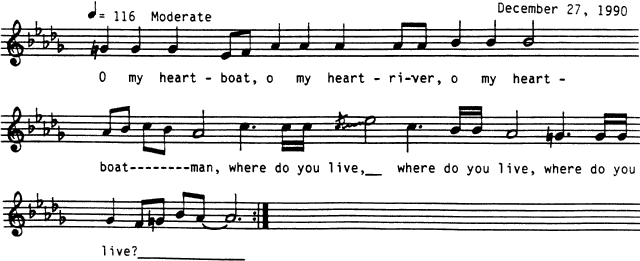 = 116 Moderate
December 27, 1990
O my heart - boat, o my heart - ri-ver, o my heart -
boat--------man, where do you live,__ where do you live, where do you
live?______________